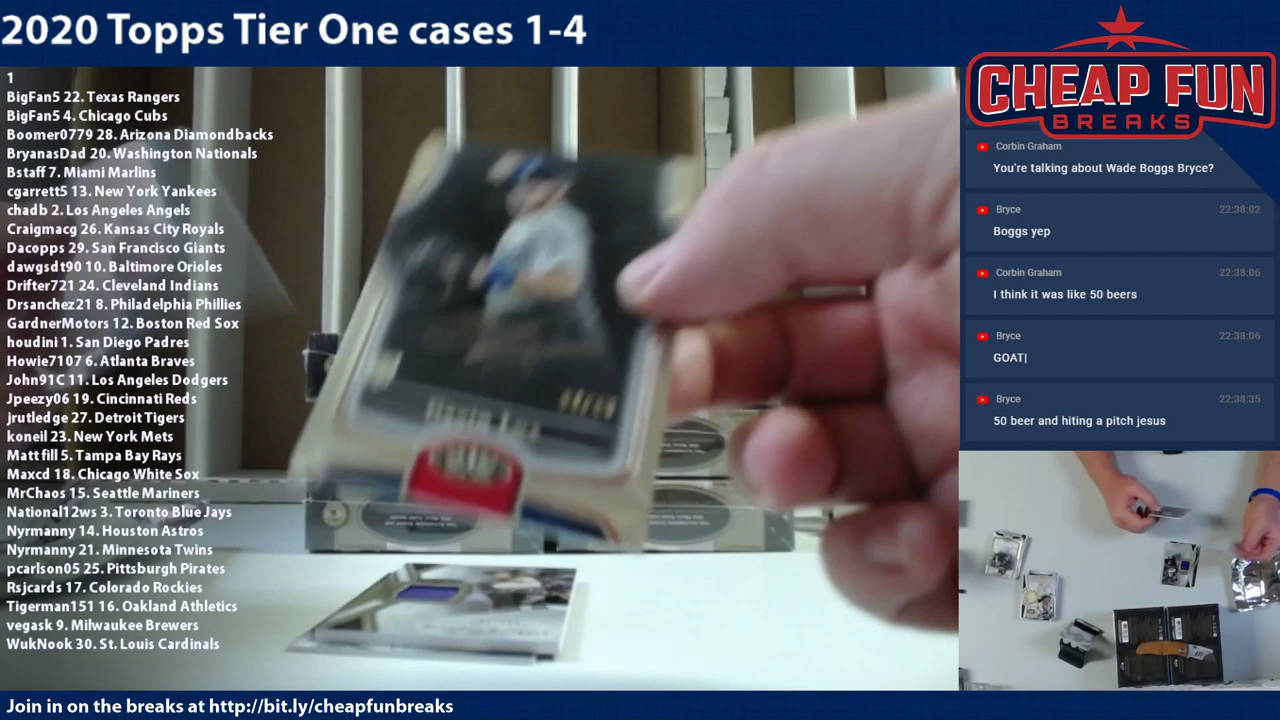 2020 Topps Tier One cases 1-4
1
BigFan5 22. Texas Rangers
BigFan5 4. Chicago Cubs
Boomer0779 28. Arizona Diamondbacks
BryanasDad 20. Washington Nationals
Bstaff 7. Miami Marlins
cgarrett5 13. New York Yankees
chadb 2. Los Angeles Angels
Craigmacg 26. Kansas City Royals
Dacopps 29. San Francisco Giants
dawgsdt90 10. Baltimore Orioles
Drifter721 24. Cleveland Indians
Drsanchez21 8. Philadelphia Phillies
GardnerMotors 12. Boston Red Sox
houdini 1. San Diego Padres
Howie7107 6. Atlanta Braves
John91C 11. Los Angeles Dodgers
Jpeezy06 19. Cincinnati Reds
jrutledge 27. Detroit Tigers
koneil 23. New York Mets
Matt fill 5. Tampa Bay Rays
Maxcd 18. Chicago White Sox
MrChaos 15. Seattle Mariners
National12ws 3. Toronto Blue Jays
Nyrmanny 14. Houston Astros
Nyrmanny 21. Minnesota Twins
pcarlson05 25. Pittsburgh Pirates
Rsjcards 17. Colorado Rockies
Tigerman151 16. Oakland Athletics
vegask 9. Milwaukee Brewers
WukNook 30. St. Louis Cardinals
CHEAP FUN
BREAKS
Corbin Graham
You're talking about Wade Boggs Bryce?
Bryce 22:38:02
Boggs yep
Corbin Graham 22:38:06
I think it was like 50 beers
Bryce 22:38:06
GOAT|
Bryce 22:38:35
50 beer and hiting a pitch jesus
Join in on the breaks at http://bit.ly/cheapfunbreaks